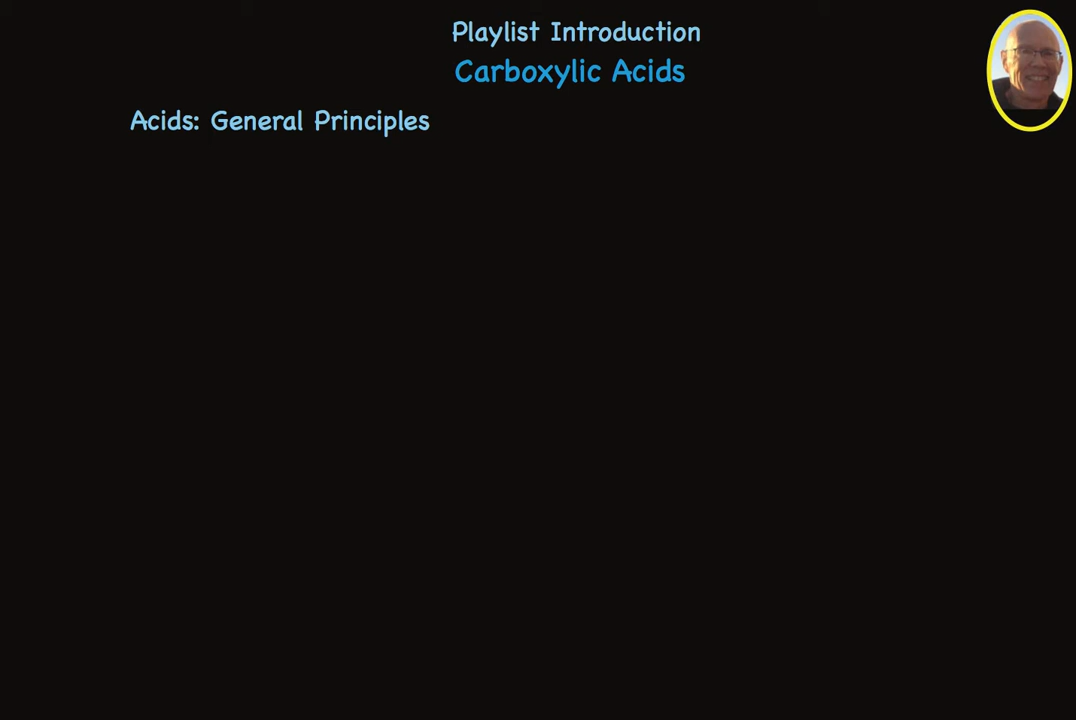 Playlist Introduction
Carboxylic Acids
Acids: General Principles